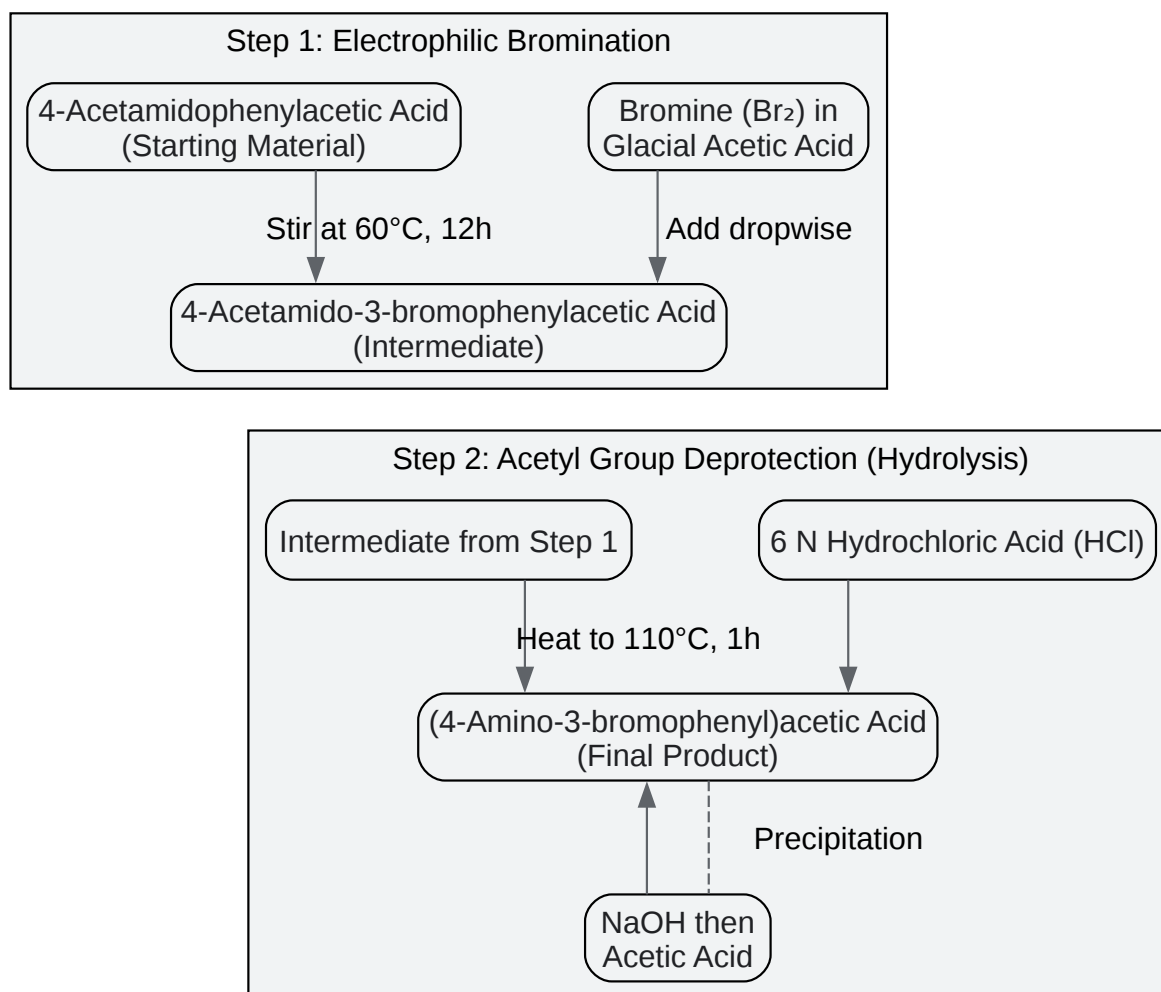 Step 1: Electrophilic Bromination
4-Acetamidophenylacetic Acid
(Starting Material)
Bromine (Br₂) in
Glacial Acetic Acid
Stir at 60°C, 12h
Add dropwise
4-Acetamido-3-bromophenylacetic Acid
(Intermediate)
Step 2: Acetyl Group Deprotection (Hydrolysis)
Intermediate from Step 1
6 N Hydrochloric Acid (HCl)
Heat to 110°C, 1h
(4-Amino-3-bromophenyl)acetic Acid
(Final Product)
Precipitation
NaOH then
Acetic Acid